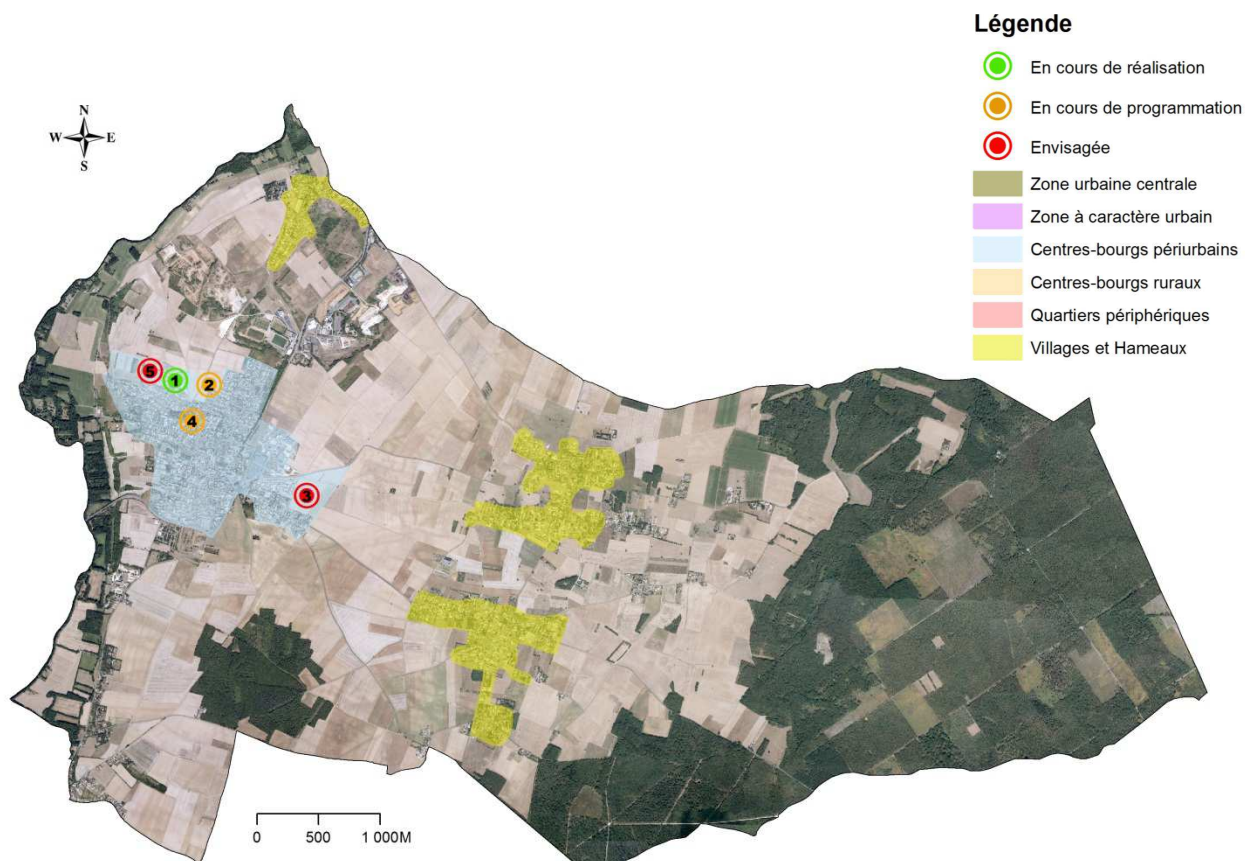 Légende
En cours de réalisation
En cours de programmation
Envisagée
Zone urbaine centrale
Zone à caractère urbain
Centres-bourgs périurbains
Centres-bourgs ruraux
Quartiers périphériques
Villages et Hameaux
N
W E
S
5
1
2
4
3
0 500 1 000M